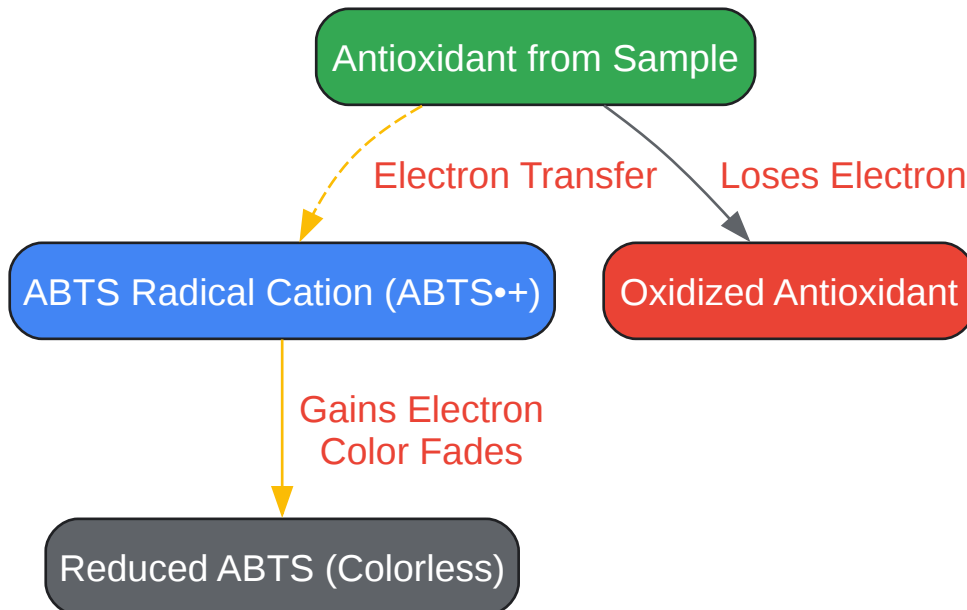 Antioxidant from Sample
Electron Transfer
Loses Electron
ABTS Radical Cation (ABTS•+)
Oxidized Antioxidant
Gains Electron
Color Fades
Reduced ABTS (Colorless)